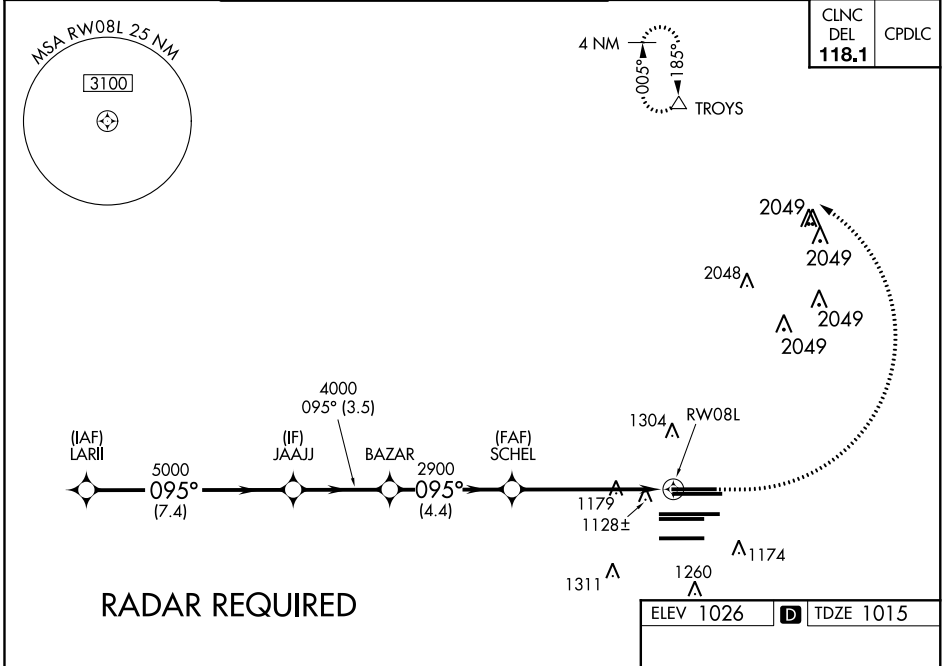 MSA RW08L 25 NM
3100
4 NM
005°
185°
TROYS
CLNC
DEL
118.1
CPDLC
2049
2049
2048
2049
2049
4000
095° (3.5)
1304
RW08L
(IAF)
LARII
5000
095°
(7.4)
(IF)
JAAJJ
BAZAR
2900
095°
(4.4)
(FAF)
SCHEL
1179
1128±
1174
1311
1260
RADAR REQUIRED
ELEV 1026
D
TDZE 1015